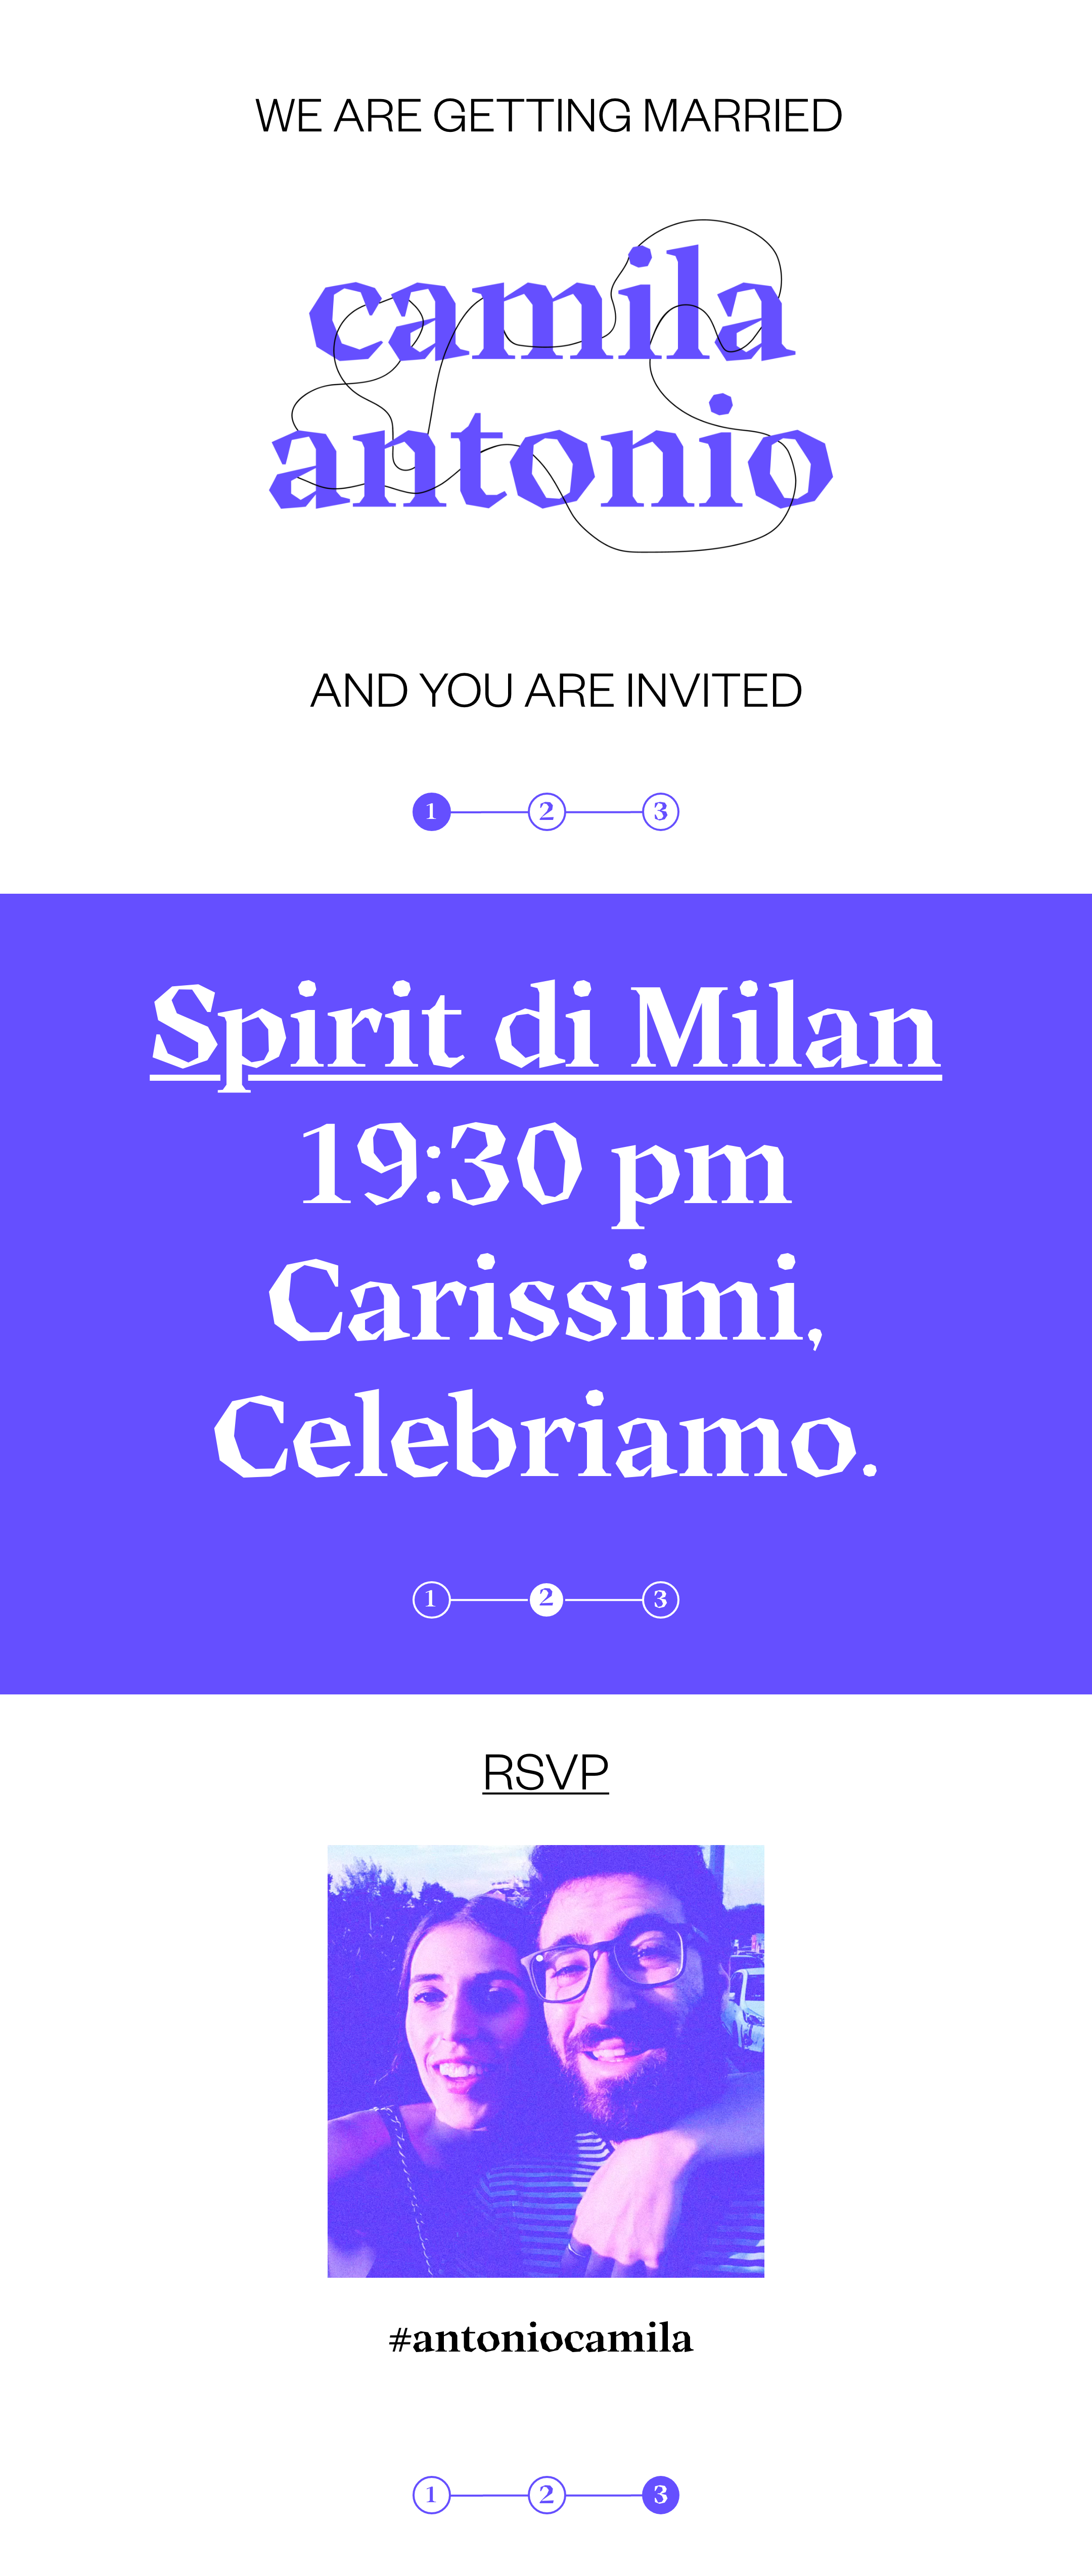 WE ARE GETTING MARRIED
camila
antonio
AND YOU ARE INVITED
1 2 3
Spirit di Milan
19:30 pm
Carissimi,
Celebriamo.
1 2 3
RSVP
#antoniocamila
1 2 3